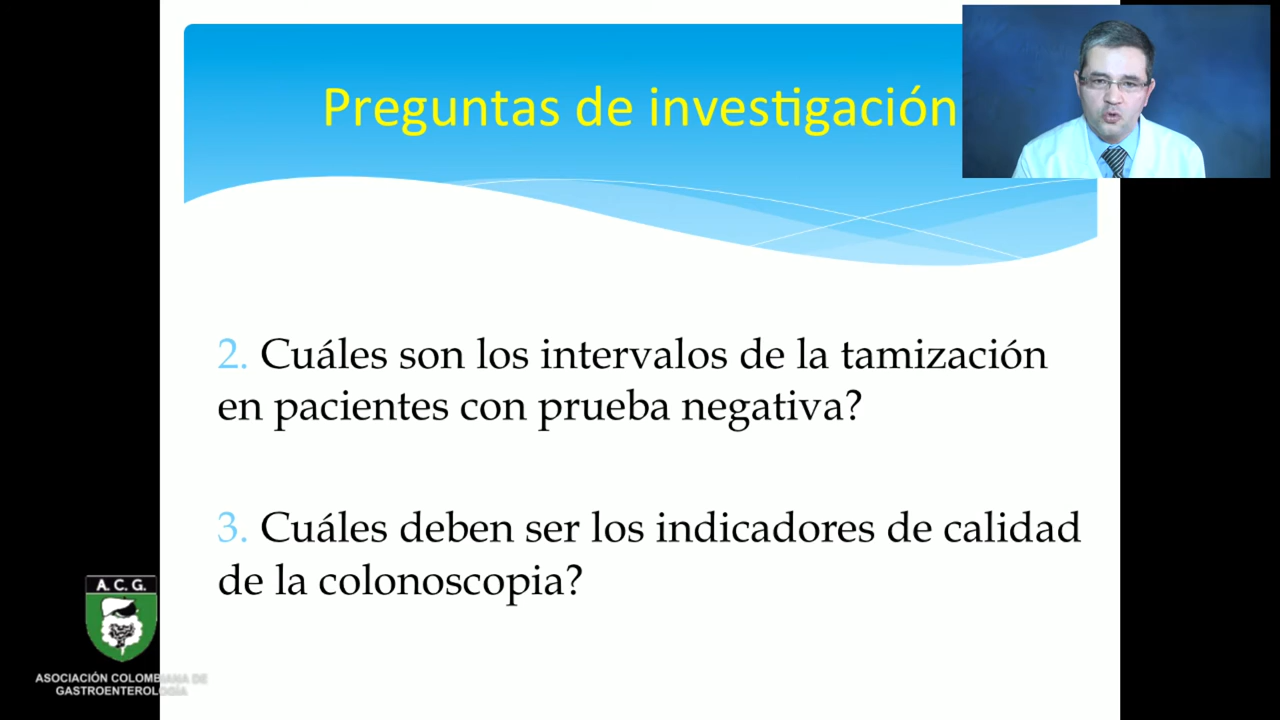 Preguntas de investigación
2. Cuáles son los intervalos de la tamización
en pacientes con prueba negativa?
3. Cuáles deben ser los indicadores de calidad
de la colonoscopia?
A. C. G.
ASOCIACIÓN COLOMBIANA DE
GASTROENTEROLOGÍA